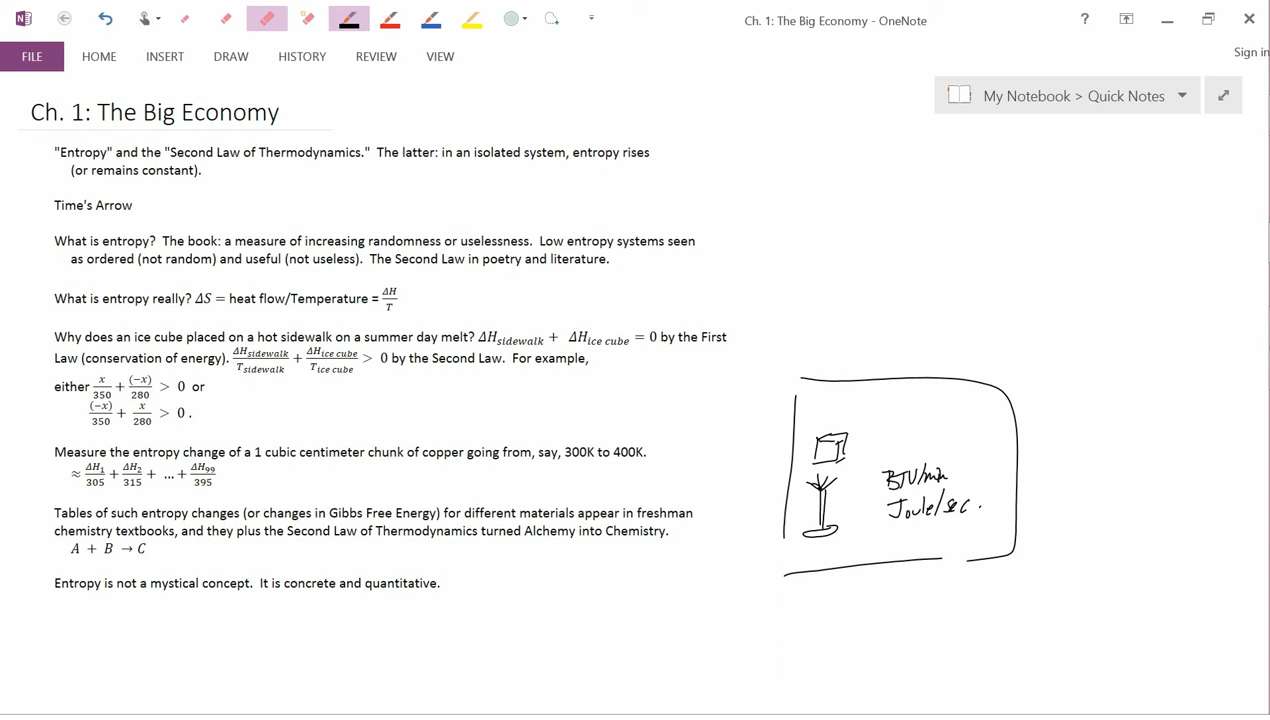 Ch. 1: The Big Economy - OneNote
?
Sign in
FILE HOME INSERT DRAW HISTORY REVIEW VIEW
My Notebook > Quick Notes
Ch. 1: The Big Economy
"Entropy" and the "Second Law of Thermodynamics." The latter: in an isolated system, entropy rises
(or remains constant).
Time's Arrow
What is entropy? The book: a measure of increasing randomness or uselessness. Low entropy systems seen
as ordered (not random) and useful (not useless). The Second Law in poetry and literature.
What is entropy really? ΔS = heat flow/Temperature = ΔH/T
Why does an ice cube placed on a hot sidewalk on a summer day melt? ΔH_sidewalk + ΔH_ice cube = 0 by the First
Law (conservation of energy). ΔH_sidewalk/T_sidewalk + ΔH_ice cube/T_ice cube > 0 by the Second Law. For example,
either x/350 + (-x)/280 > 0 or
(-x)/350 + x/280 > 0 .
Measure the entropy change of a 1 cubic centimeter chunk of copper going from, say, 300K to 400K.
≈ ΔH₁/305 + ΔH₂/315 + ... + ΔH₉₉/395
Tables of such entropy changes (or changes in Gibbs Free Energy) for different materials appear in freshman
chemistry textbooks, and they plus the Second Law of Thermodynamics turned Alchemy into Chemistry.
A + B → C
Entropy is not a mystical concept. It is concrete and quantitative.
BTU/min
Joule/sec.